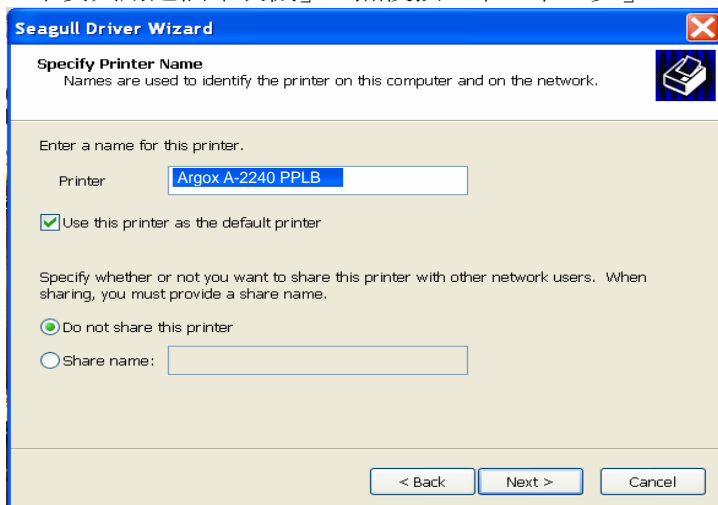 Seagull Driver Wizard
Specify Printer Name
Names are used to identify the printer on this computer and on the network.
Enter a name for this printer.
Printer Argox A-2240 PPLB
Use this printer as the default printer
Specify whether or not you want to share this printer with other network users. When
sharing, you must provide a share name.
Do not share this printer
Share name:
< Back Next > Cancel